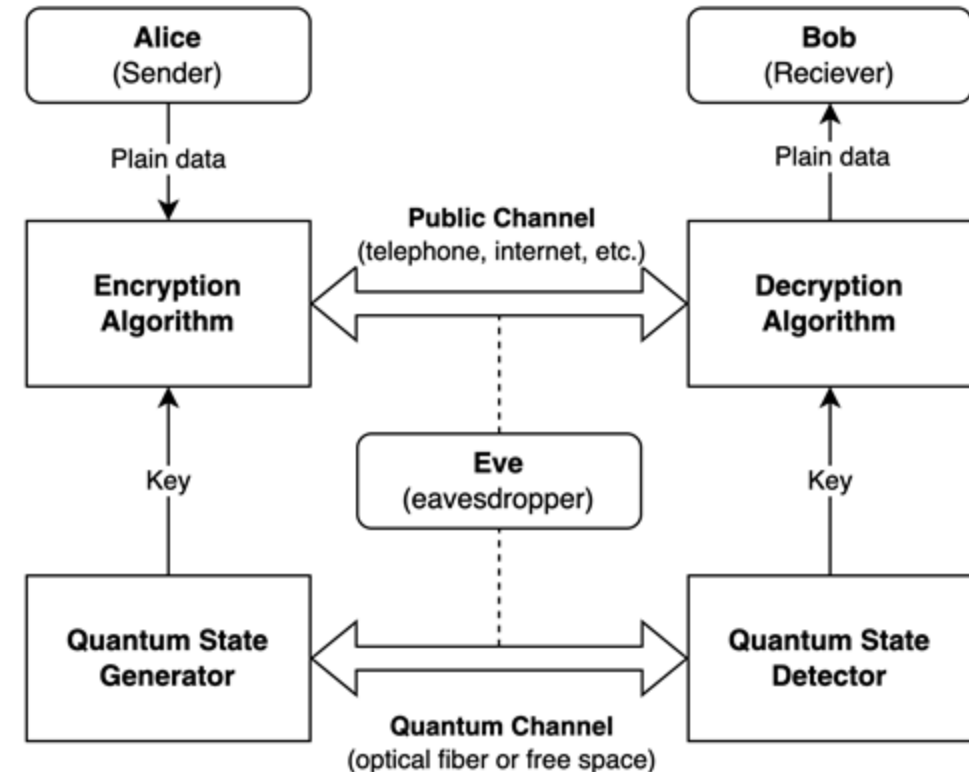 Alice
(Sender)
Bob
(Reciever)
Plain data
Plain data
Public Channel
(telephone, internet, etc.)
Encryption
Algorithm
Decryption
Algorithm
Eve
(eavesdropper)
Key
Key
Quantum State
Generator
Quantum State
Detector
Quantum Channel
(optical fiber or free space)